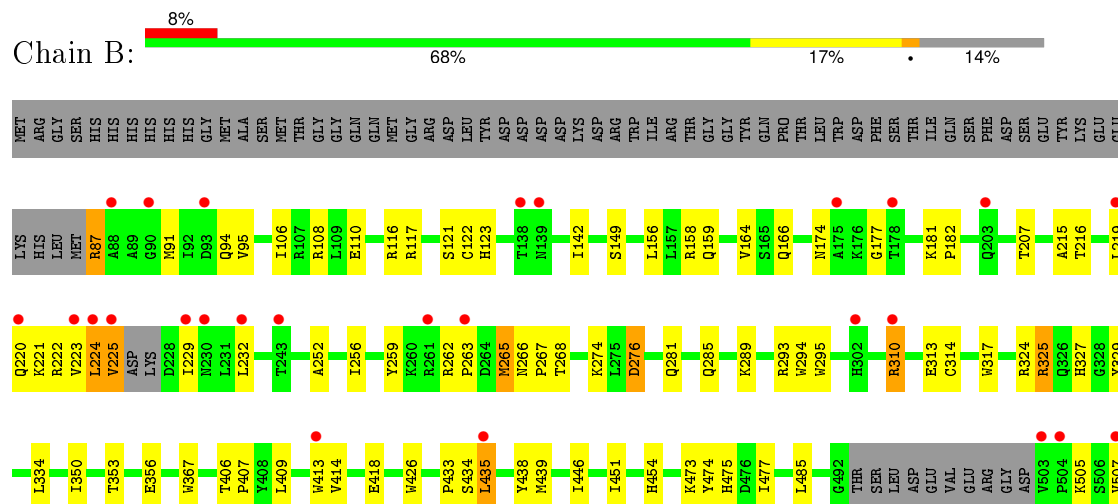 8%
Chain B:
68% 17% • 14%
MET ARG GLY SER HIS HIS HIS HIS HIS HIS GLY MET ALA SER MET THR GLY GLY GLN GLN MET GLY ARG ASP LEU TYR ASP ASP ASP ASP LYS ASP ARG TRP ILE ARG THR GLY GLY TYR GLN PRO THR LEU TRP ASP PHE SER THR ILE GLN SER PHE ASP SER GLU TYR LYS GLU GLU
LYS HIS LEU MET R87 A88 A89 G90 M91 I92 D93 Q94 V95 I106 R107 R108 L109 E110 R116 R117 S121 C122 H123 T138 N139 I142 S149 L156 L157 R158 Q159 V164 S165 Q166 N174 A175 K176 G177 T178 K181 P182 Q203 T207 A215 T216 L219
Q220 K221 R222 V223 L224 V225 ASP LYS D228 I229 N230 L231 L232 T243 A252 I256 Y259 K260 R261 R262 P263 D264 M265 N266 P267 T268 K274 L275 D276 Q281 Q285 K289 R293 W294 W295 H302 R310 E313 C314 W317 R324 R325 Q326 H327 G328 Y329
L334 I350 T353 E356 W367 T406 P407 Y408 L409 W413 V414 E418 W426 P433 S434 L435 Y438 M439 I446 I451 H454 K473 Y474 H475 D476 I477 L485 G492 THR SER LEU ASP GLU VAL GLU ARG GLY ASP V503 P504 K505 S506